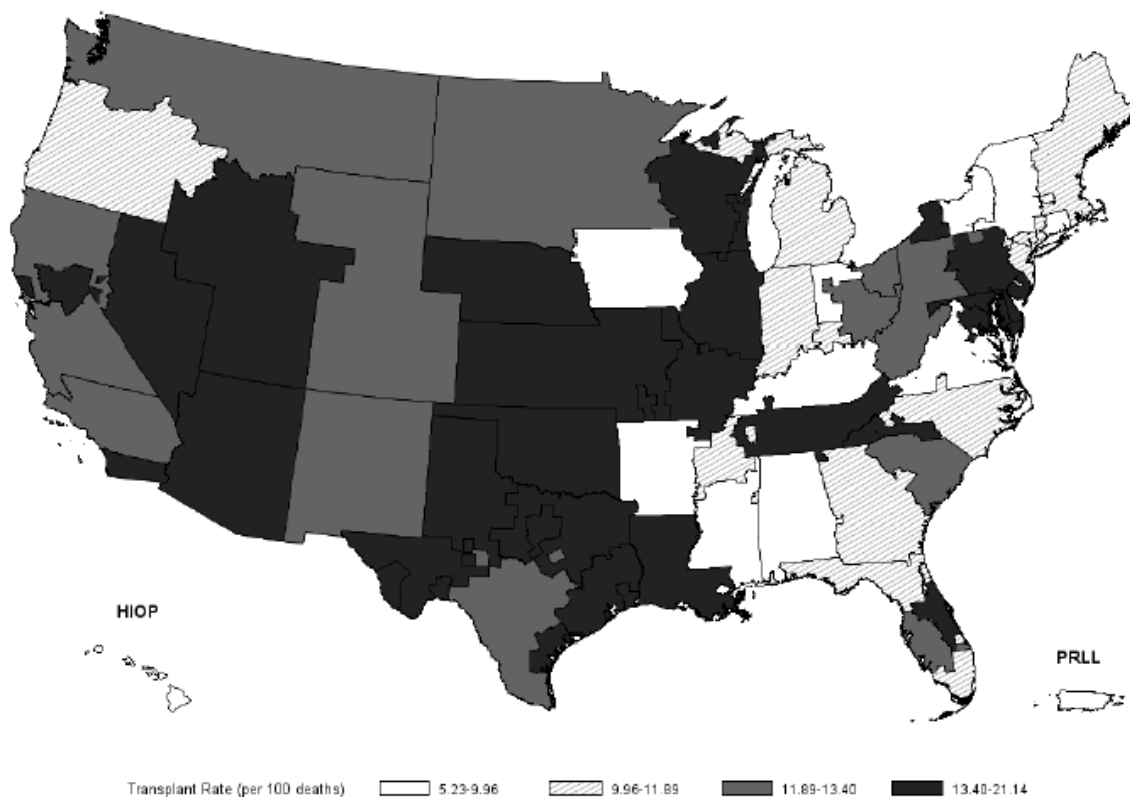 HIOP
PRLL
Transplant Rate (per 100 deaths) 5.23-9.96 9.96-11.89 11.89-13.40 13.40-21.14